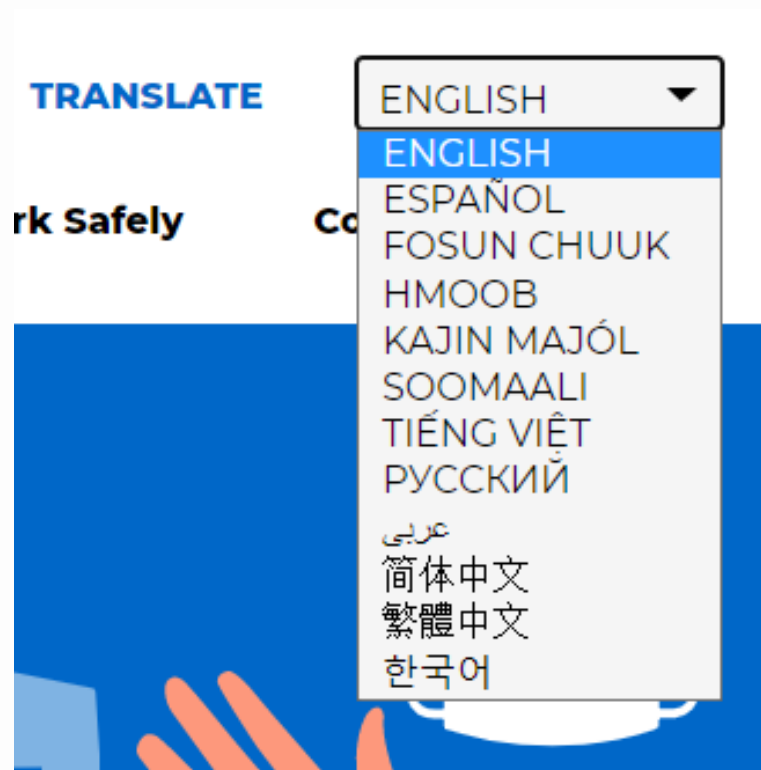 TRANSLATE
ENGLISH
ENGLISH
ESPAÑOL
FOSUN CHUUK
HMOOB
KAJIN MAJÓL
SOOMAALI
TIẾNG VIỆT
РУССКИЙ
عربى
简体中文
繁體中文
한국어
rk Safely
Co